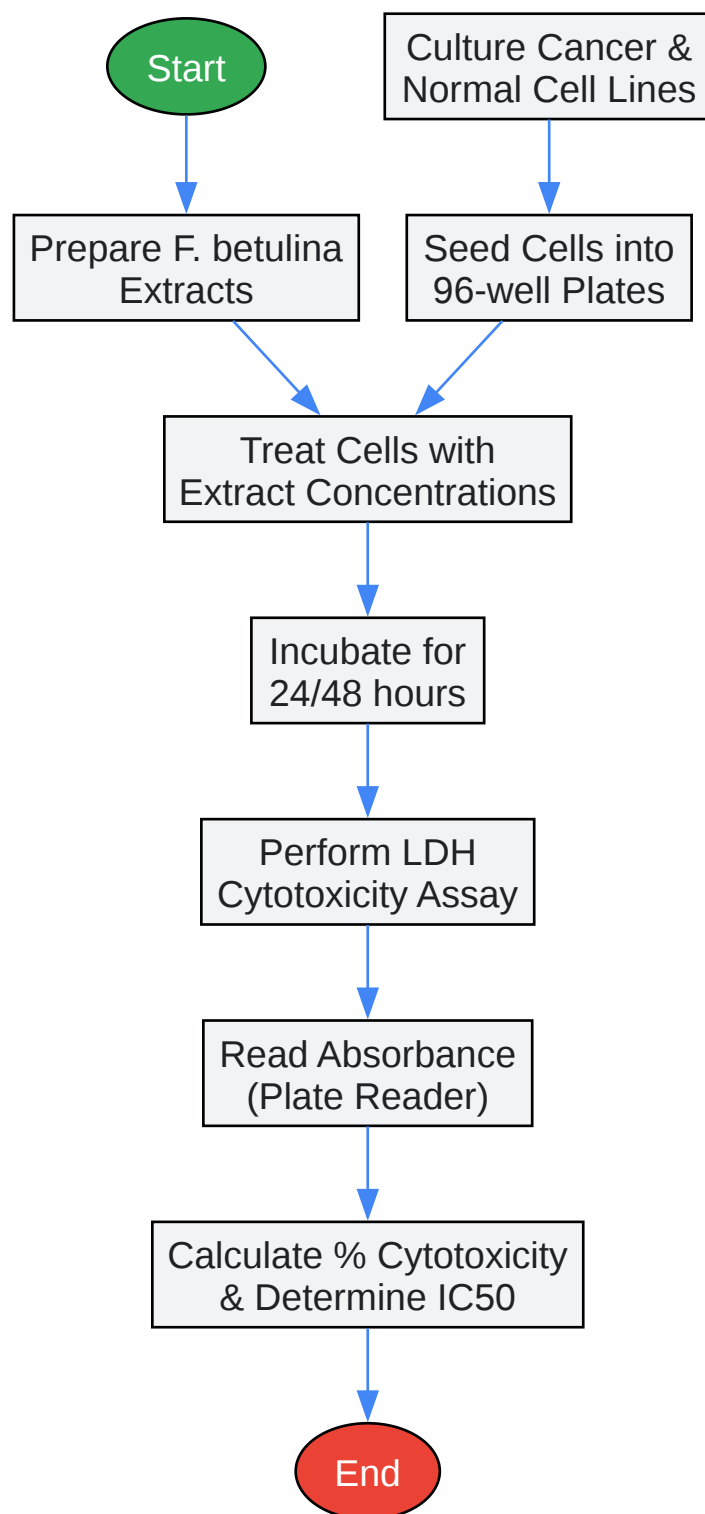 Start
Culture Cancer &
Normal Cell Lines
Prepare F. betulina
Extracts
Seed Cells into
96-well Plates
Treat Cells with
Extract Concentrations
Incubate for
24/48 hours
Perform LDH
Cytotoxicity Assay
Read Absorbance
(Plate Reader)
Calculate % Cytotoxicity
& Determine IC50
End